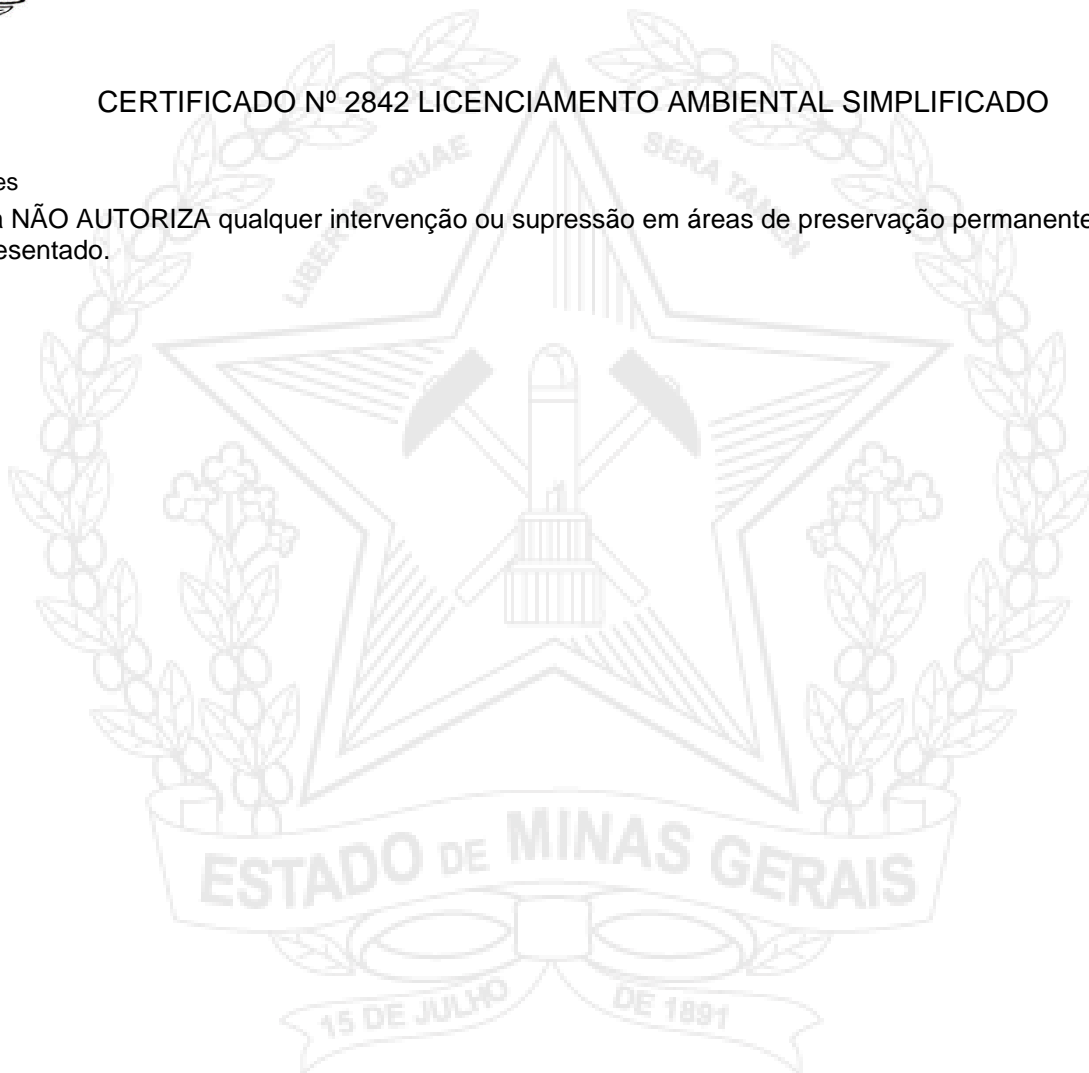 CERTIFICADO Nº 2842 LICENCIAMENTO AMBIENTAL SIMPLIFICADO
es
a NÃO AUTORIZA qualquer intervenção ou supressão em áreas de preservação permanente
esentado.
LIBERTAS QUAE SERA TAMEN
ESTADO DE MINAS GERAIS
15 DE JULHO DE 1891